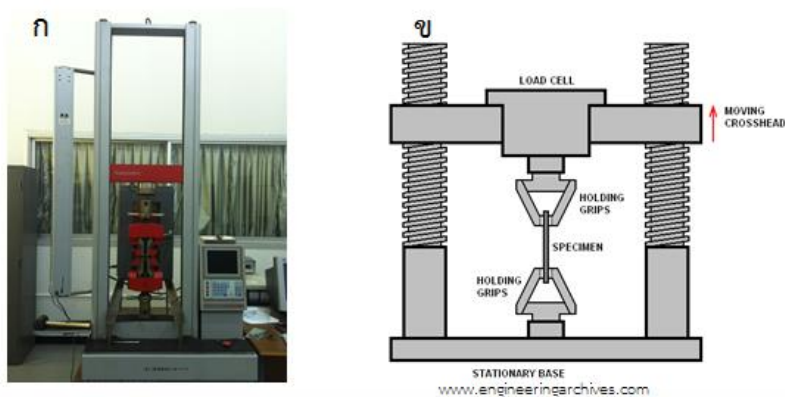 ก
ข
LOAD CELL
MOVING
CROSSHEAD
HOLDING
GRIPS
SPECIMEN
HOLDING
GRIPS
STATIONARY BASE
www.engineeringarchives.com